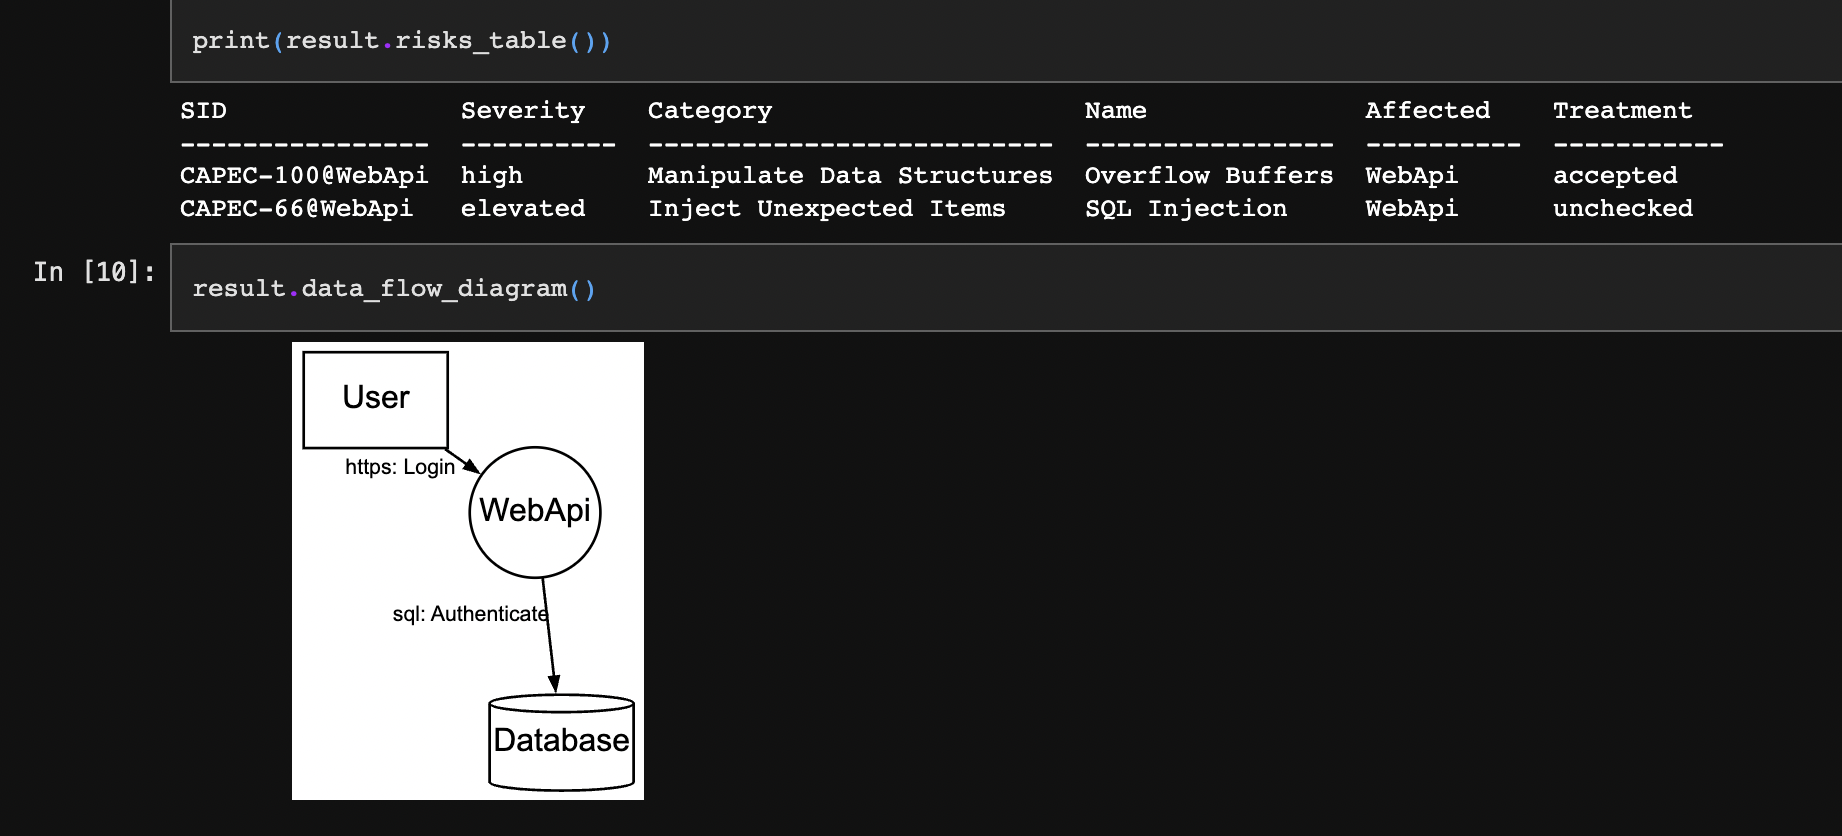 print(result.risks_table())
SID Severity Category Name Affected Treatment
---------------- ---------- -------------------------- ---------------- ---------- -----------
CAPEC-100@WebApi high Manipulate Data Structures Overflow Buffers WebApi accepted
CAPEC-66@WebApi elevated Inject Unexpected Items SQL Injection WebApi unchecked
In [10]: result.data_flow_diagram()
User
https: Login
WebApi
sql: Authenticate
Database